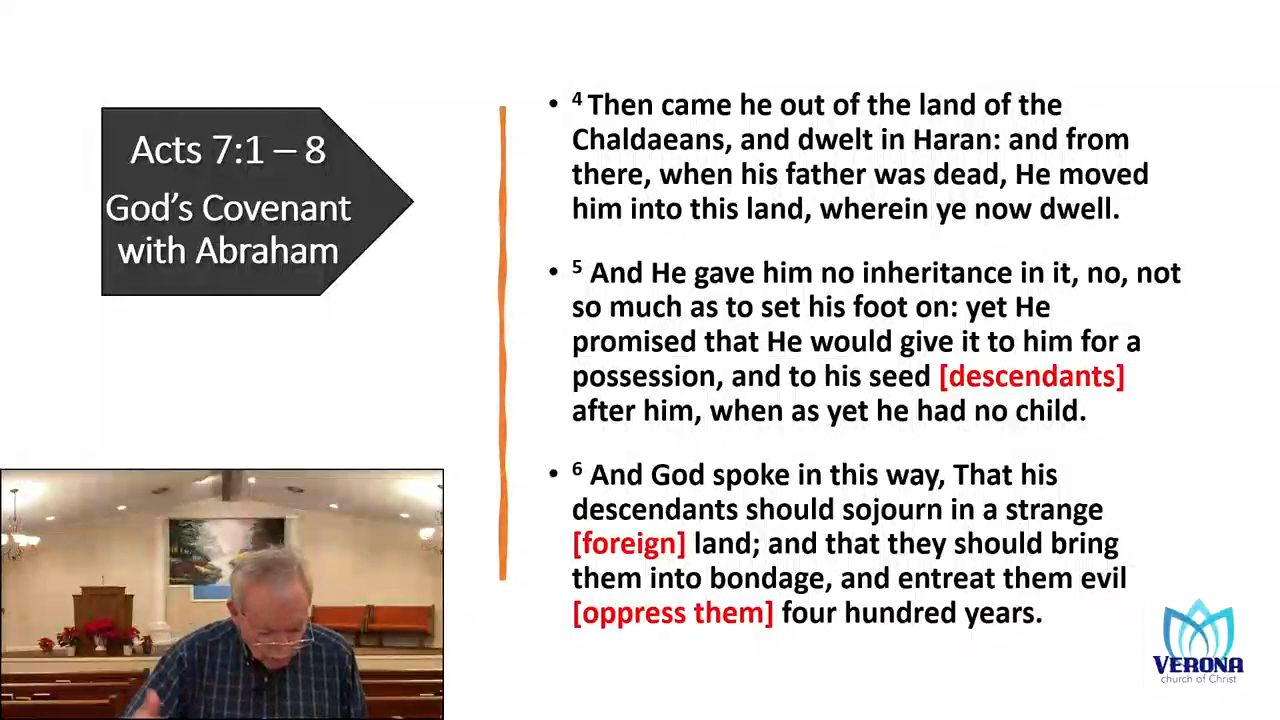 Acts 7:1 – 8
God's Covenant
with Abraham
• 4 Then came he out of the land of the
Chaldaeans, and dwelt in Haran: and from
there, when his father was dead, He moved
him into this land, wherein ye now dwell.
• 5 And He gave him no inheritance in it, no, not
so much as to set his foot on: yet He
promised that He would give it to him for a
possession, and to his seed [descendants]
after him, when as yet he had no child.
• 6 And God spoke in this way, That his
descendants should sojourn in a strange
[foreign] land; and that they should bring
them into bondage, and entreat them evil
[oppress them] four hundred years.
VERONA
church of Christ